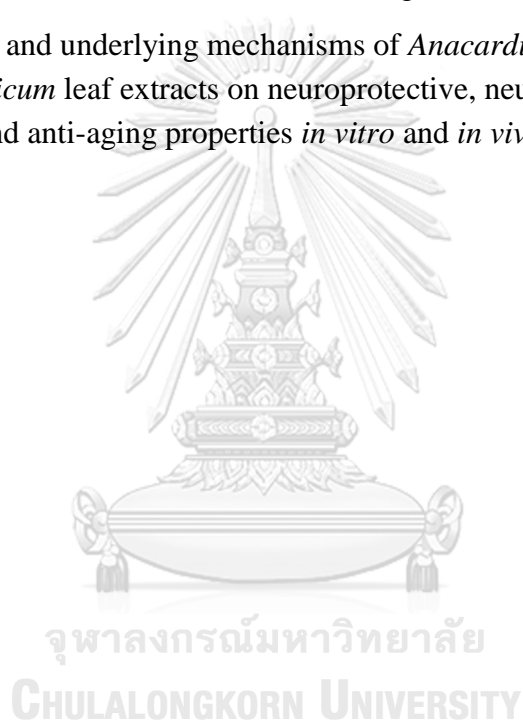 and underlying mechanisms of Anacardi
icum leaf extracts on neuroprotective, neu
nd anti-aging properties in vitro and in viv
จุฬาลงกรณ์มหาวิทยาลัย
CHULALONGKORN UNIVERSITY